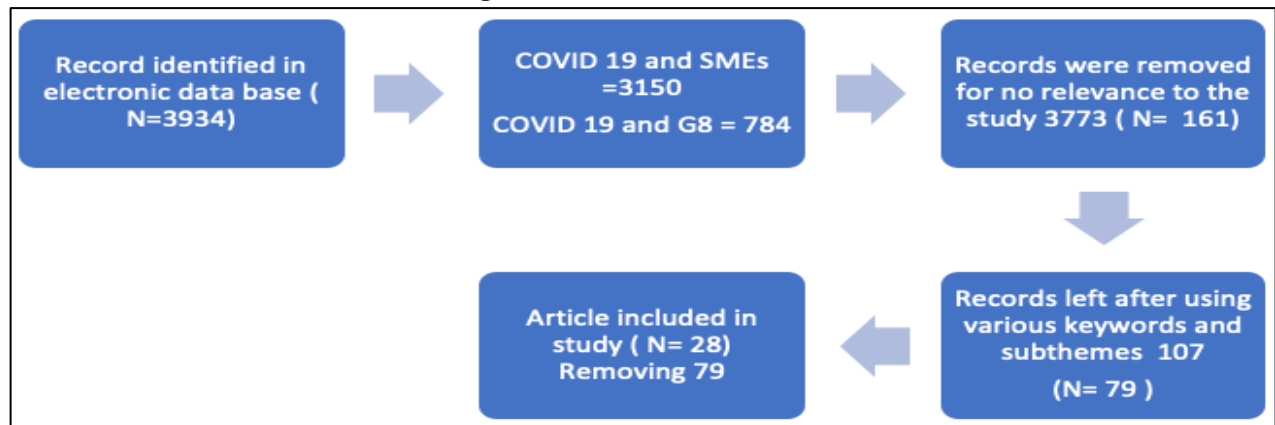 Record identified in
electronic data base (
N=3934)
COVID 19 and SMEs
=3150
COVID 19 and G8 = 784
Records were removed
for no relevance to the
study 3773 ( N= 161)
Records left after using
various keywords and
subthemes 107
(N= 79 )
Article included in
study ( N= 28)
Removing 79